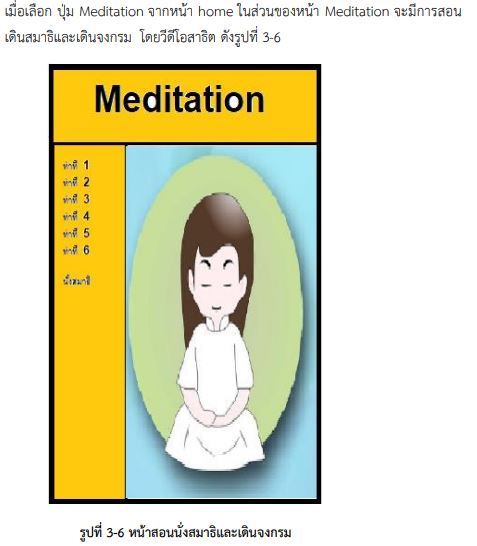 เมื่อเลือก ปุ่ม Meditation จากหน้า home ในส่วนของหน้า Meditation จะมีการสอน
เดินสมาธิและเดินจงกรม โดยวีดีโอสาธิต ดังรูปที่ 3-6
Meditation
ท่าที่ 1
ท่าที่ 2
ท่าที่ 3
ท่าที่ 4
ท่าที่ 5
ท่าที่ 6
นั่งสมาธิ
รูปที่ 3-6 หน้าสอนนั่งสมาธิและเดินจงกรม